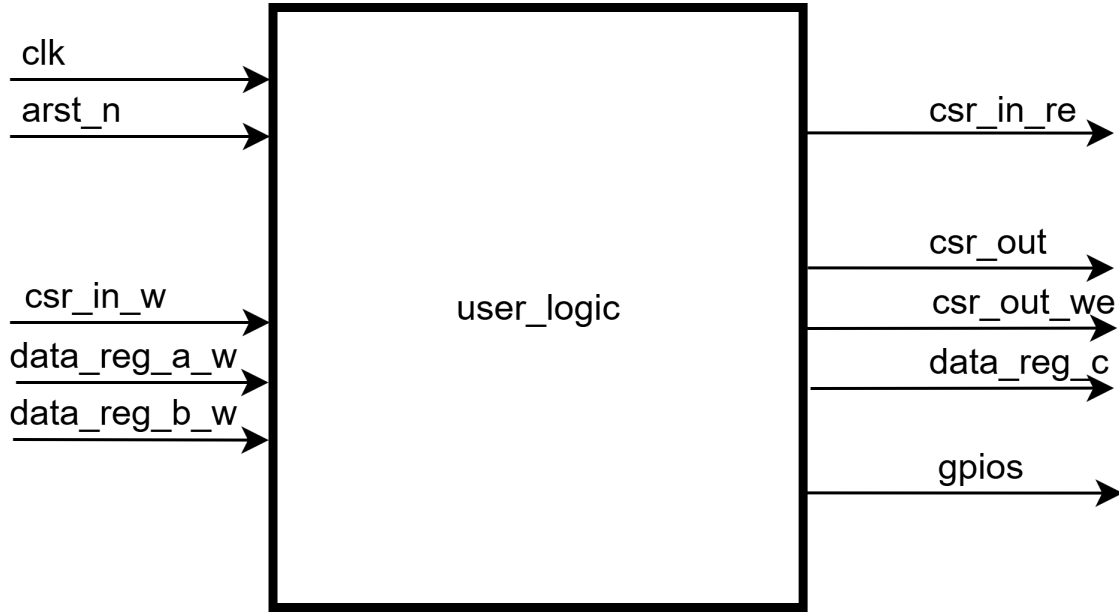 clk
arst_n
csr_in_w
data_reg_a_w
data_reg_b_w
user_logic
csr_in_re
csr_out
csr_out_we
data_reg_c
gpios